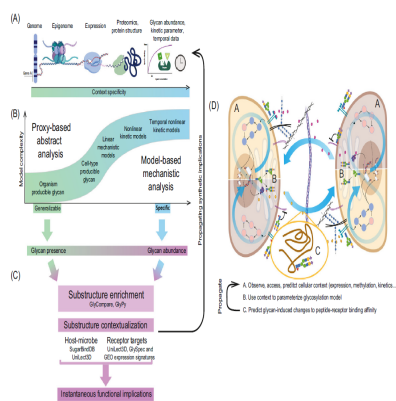 (A)
Genome
Epigenome
Expression
Proteomics,
protein structure
Glycan abundance,
kinetic parameter,
temporal data
Context specificity
(B)
Model complexity
Proxy-based
abstract
analysis
Organism
producible glycan
Cell-type
producible
glycan
Linear
mechanistic
models
Nonlinear
kinetic models
Temporal nonlinear
kinetic models
Model-based
mechanistic
analysis
Generalizable
Specific
Glycan presence
Glycan abundance
(C)
Substructure enrichment
GlyCompare, GlyPy
Substructure contextualization
Host-microbe
SugarBindDB
UniLect3D
Receptor targets
UniLect3D, GlySpec and
GEO expression signatures
Instantaneous functional implications
Propagating synthetic implications
(D)
A
B
A
B
C
Propagate
A. Observe, access, predict cellular context (expression, methylation, kinetics...
B. Use context to parameterize glycosylation model
C. Predict glycan-induced changes to peptide-receptor binding affinity